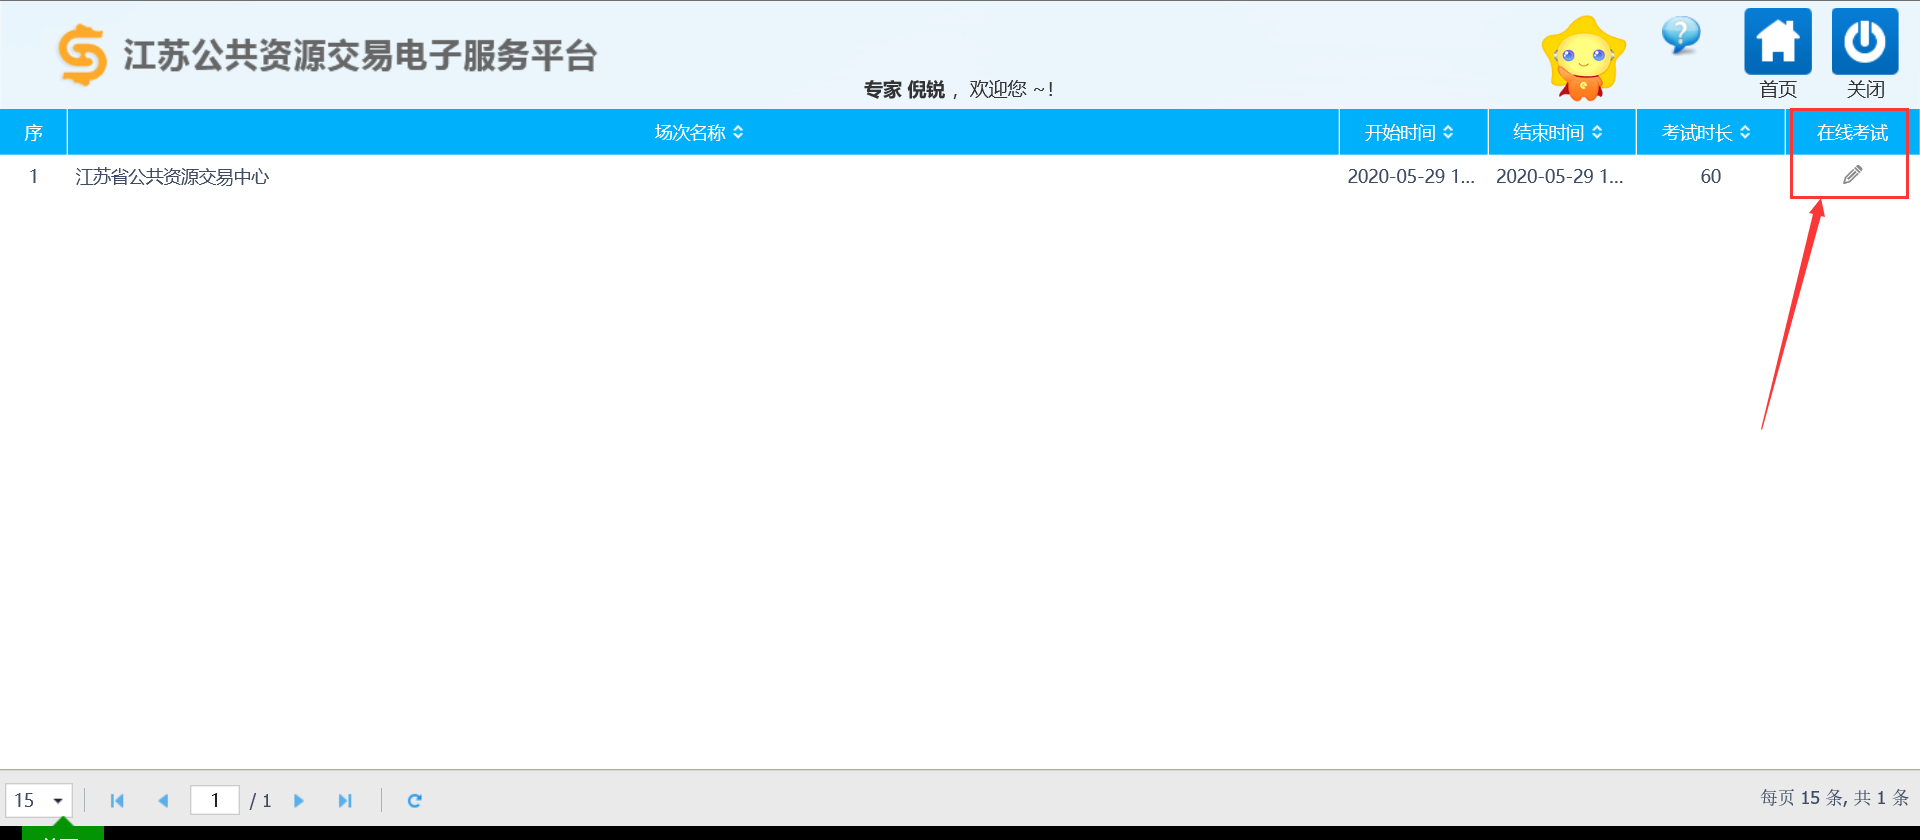 江苏公共资源交易电子服务平台
专家 倪锐 ，欢迎您 ~!
首页
关闭
序 场次名称 开始时间 结束时间 考试时长 在线考试
1 江苏省公共资源交易中心 2020-05-29 1... 2020-05-29 1... 60
15 1 / 1 每页 15 条, 共 1 条